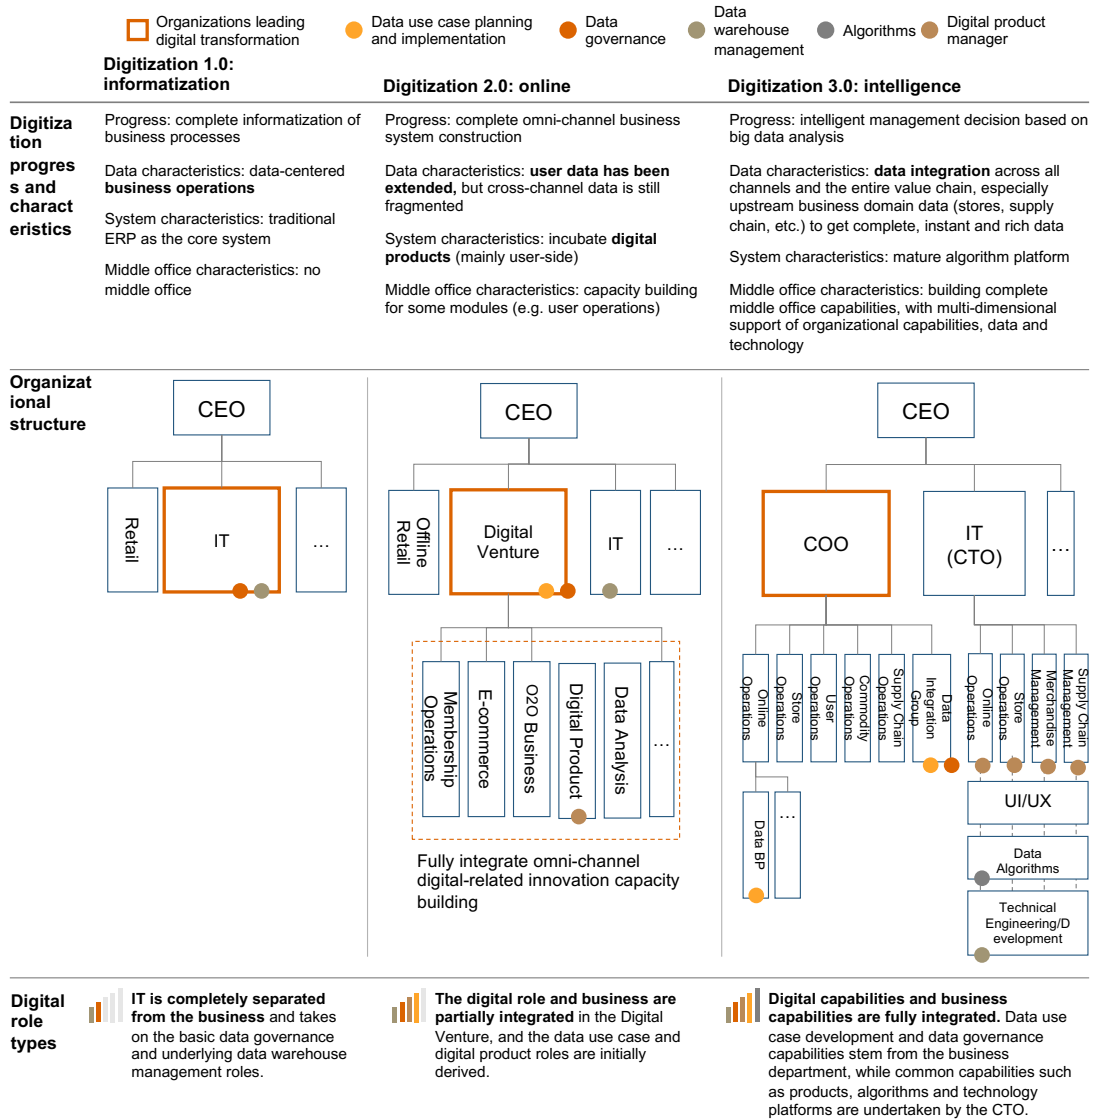 Organizations leading
digital transformation
Data use case planning
and implementation
Data
governance
Data
warehouse
management
Algorithms
Digital product
manager
Digitization 1.0:
informatization
Digitization 2.0: online
Digitization 3.0: intelligence
Digitiza
tion
progres
s and
charact
eristics
Progress: complete informatization of
business processes
Data characteristics: data-centered
business operations
System characteristics: traditional
ERP as the core system
Middle office characteristics: no
middle office
Progress: complete omni-channel business
system construction
Data characteristics: user data has been
extended, but cross-channel data is still
fragmented
System characteristics: incubate digital
products (mainly user-side)
Middle office characteristics: capacity building
for some modules (e.g. user operations)
Progress: intelligent management decision based on
big data analysis
Data characteristics: data integration across all
channels and the entire value chain, especially
upstream business domain data (stores, supply
chain, etc.) to get complete, instant and rich data
System characteristics: mature algorithm platform
Middle office characteristics: building complete
middle office capabilities, with multi-dimensional
support of organizational capabilities, data and
technology
Organizat
ional
structure
CEO
Retail
IT
...
CEO
Offline
Retail
Digital
Venture
IT
...
Membership
Operations
E-commerce
O2O Business
Digital Product
Data Analysis
...
Fully integrate omni-channel
digital-related innovation capacity
building
CEO
COO
IT
(CTO)
...
Online
Operations
Store
Operations
User
Operations
Commodity
Operations
Supply Chain
Operations
Data
Integration
Group
Online
Operations
Store
Operations
Merchandise
Management
Supply Chain
Management
Data BP
...
UI/UX
Data
Algorithms
Technical
Engineering/D
evelopment
Digital
role
types
IT is completely separated
from the business and takes
on the basic data governance
and underlying data warehouse
management roles.
The digital role and business are
partially integrated in the Digital
Venture, and the data use case and
digital product roles are initially
derived.
Digital capabilities and business
capabilities are fully integrated. Data use
case development and data governance
capabilities stem from the business
department, while common capabilities such
as products, algorithms and technology
platforms are undertaken by the CTO.